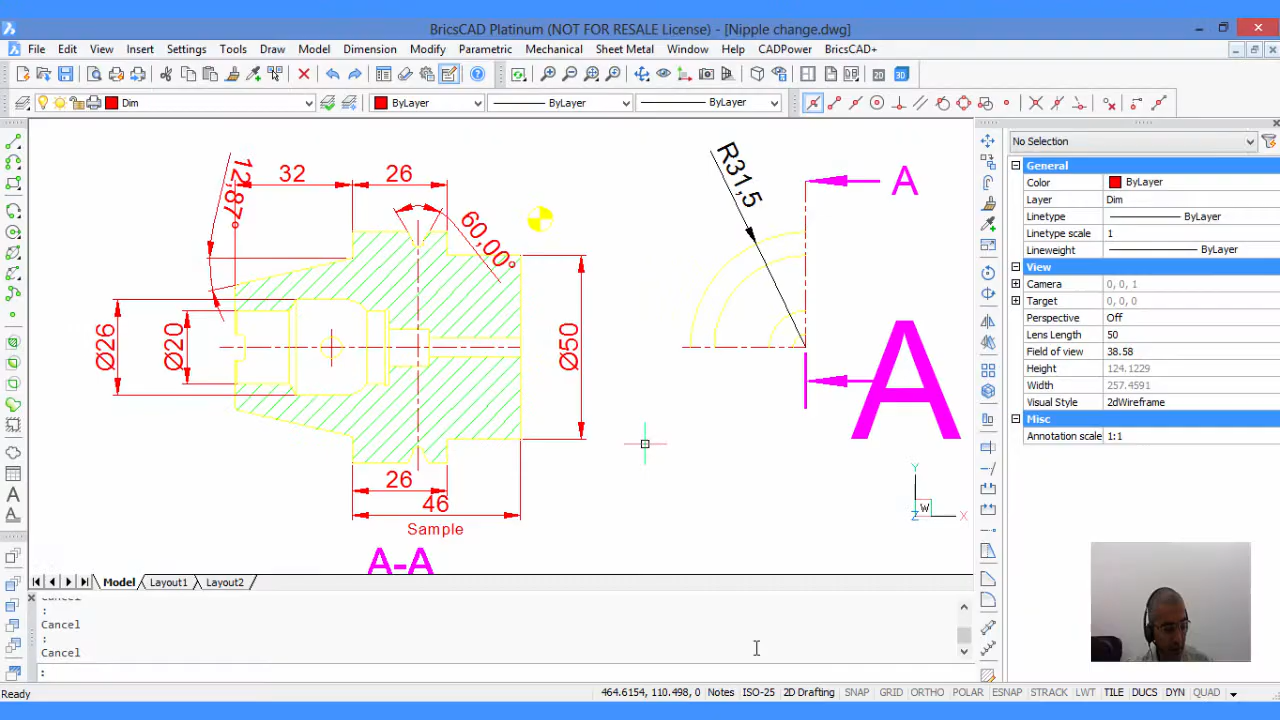 BricsCAD Platinum (NOT FOR RESALE License) - [Nipple change.dwg]
File Edit View Insert Settings Tools Draw Model Dimension Modify Parametric Mechanical Sheet Metal Window Help CADPower BricsCAD+
2D 3D
Dim ByLayer ByLayer ByLayer
No Selection
General
Color ByLayer
Layer Dim
Linetype ByLayer
Linetype scale 1
Lineweight ByLayer
View
Camera 0, 0, 1
Target 0, 0, 0
Perspective Off
Lens Length 50
Field of view 38.58
Height 124.1229
Width 257.4591
Visual Style 2dWireframe
Misc
Annotation scale 1:1
12,87°
32
26
60,00°
R31,5
A
Ø26
Ø20
Ø50
A
26
46
Sample
A-A
Y
W
Z
X
Model Layout1 Layout2
Cancel
:
Cancel
:
Cancel
:
Ready
464.6154, 110.498, 0 Notes ISO-25 2D Drafting SNAP GRID ORTHO POLAR ESNAP STRACK LWT TILE DUCS DYN QUAD